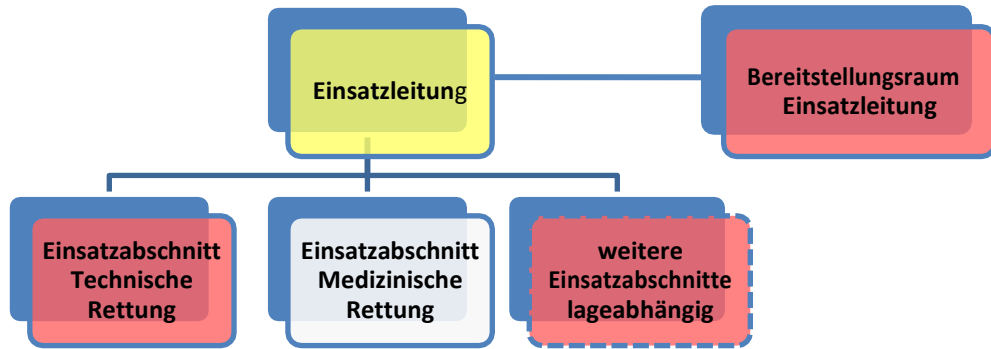 Einsatzleitung
Bereitstellungsraum
Einsatzleitung
Einsatzabschnitt
Technische
Rettung
Einsatzabschnitt
Medizinische
Rettung
weitere
Einsatzabschnitte
lageabhängig